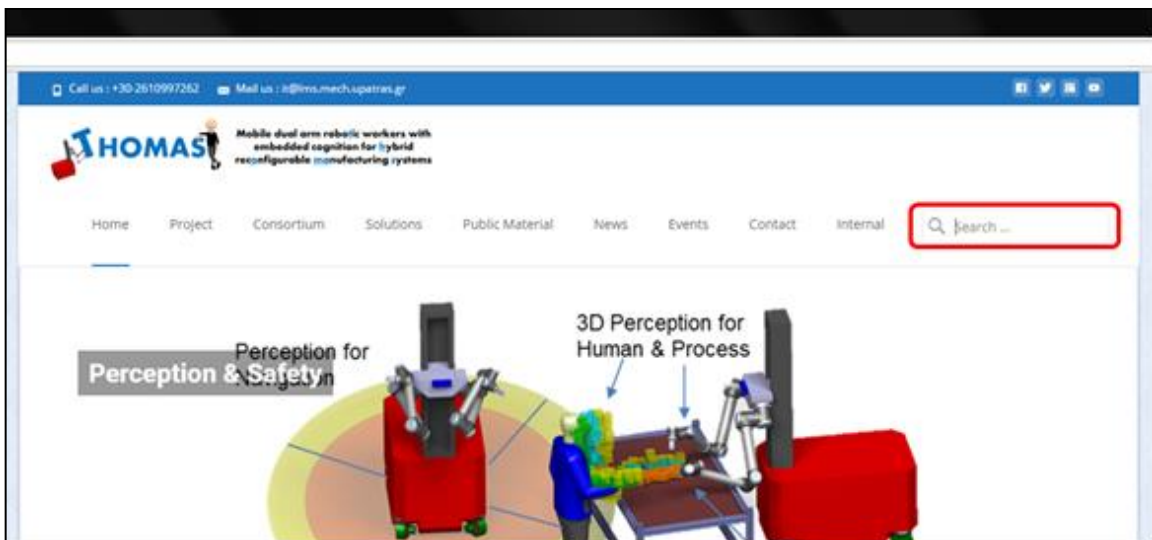 Call us : +30-2610997262 Mail us : it@lms.mech.upatras.gr
THOMAS
Mobile dual arm robotic workers with
embedded cognition for hybrid
reconfigurable manufacturing systems
Home Project Consortium Solutions Public Material News Events Contact Internal Search ...
Perception for
Navigation
Perception & Safety
3D Perception for
Human & Process